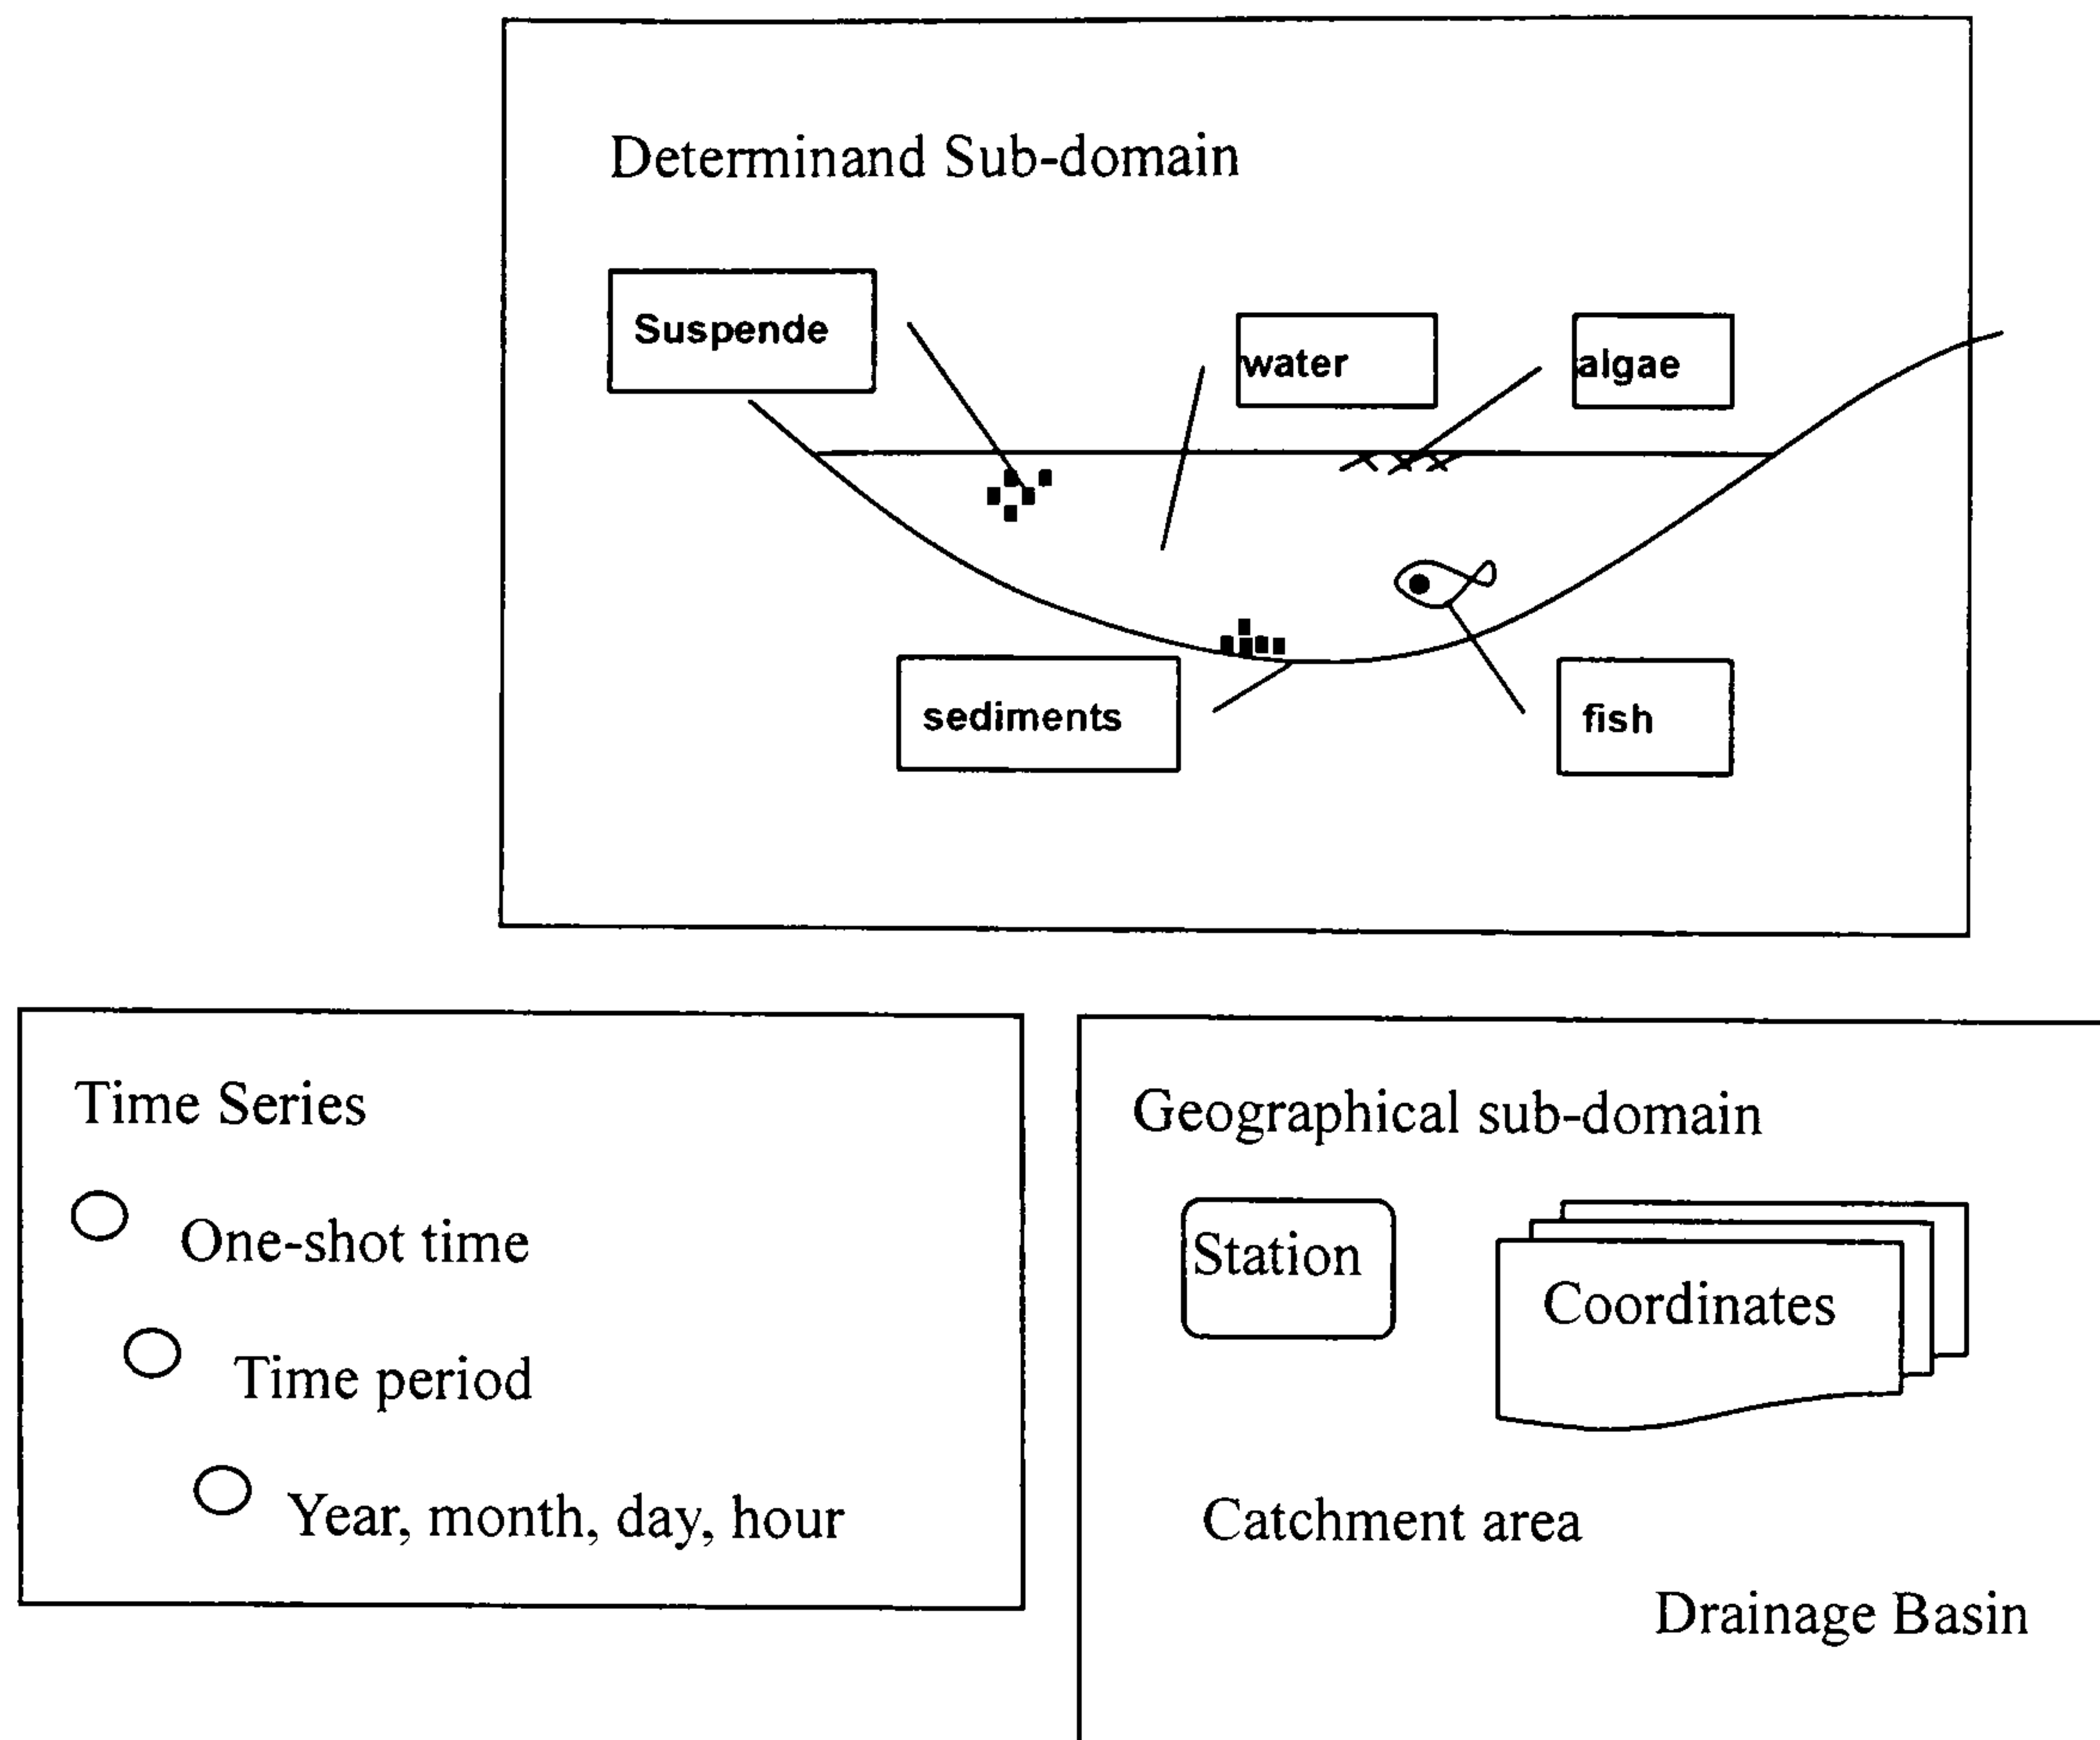 Determinand Sub-domain
Suspende
water
algae
sediments
fish
Time Series
One-shot time
Time period
Year, month, day, hour
Geographical sub-domain
Station
Coordinates
Catchment area
Drainage Basin